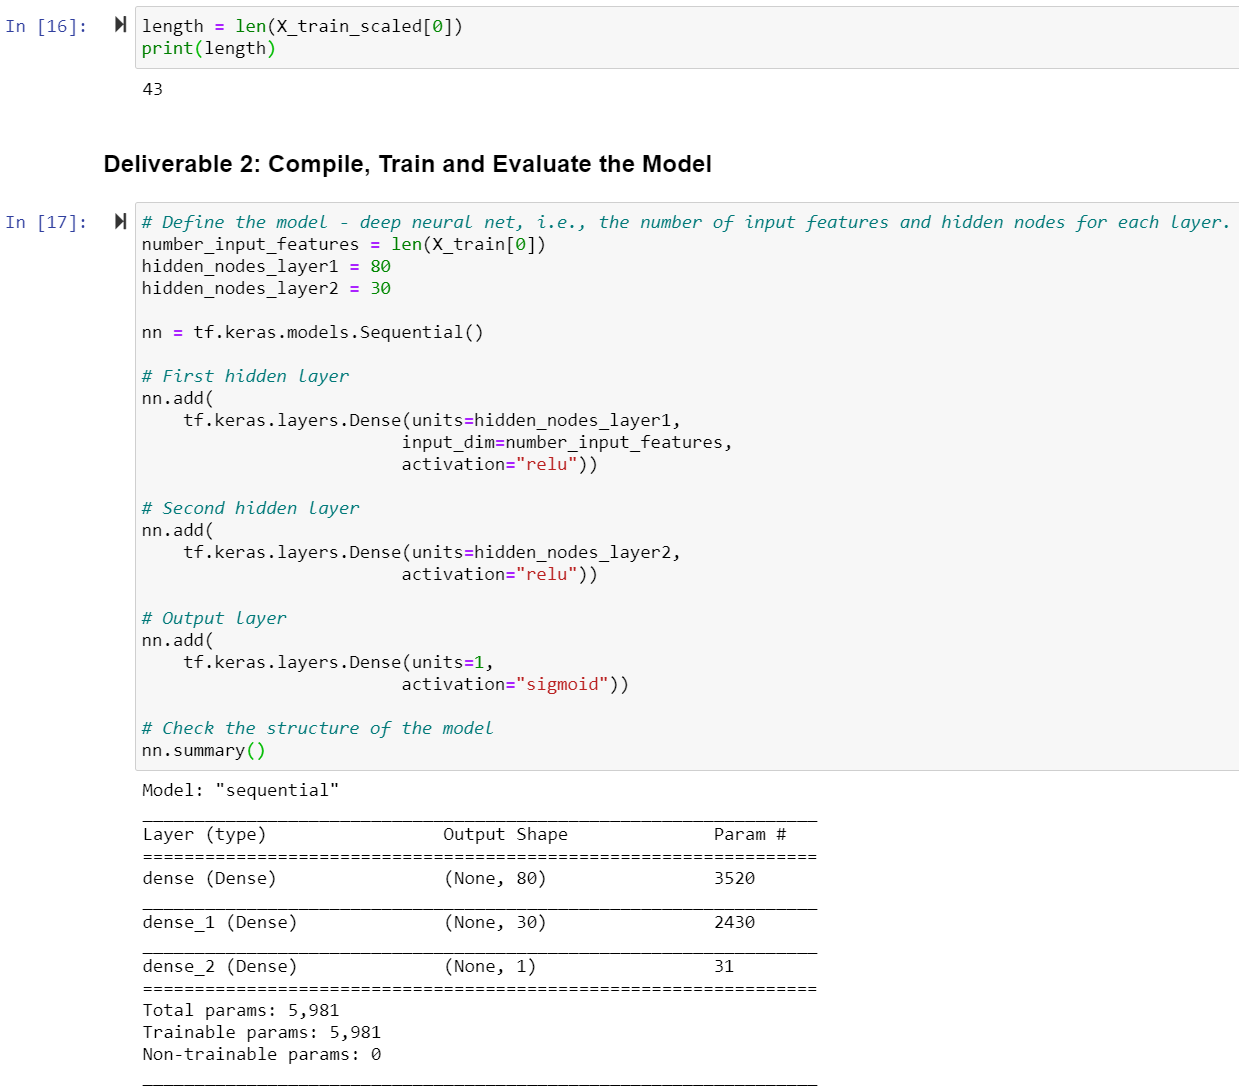 In [16]:
length = len(X_train_scaled[0])
print(length)
43
Deliverable 2: Compile, Train and Evaluate the Model
In [17]:
# Define the model - deep neural net, i.e., the number of input features and hidden nodes for each layer.
number_input_features = len(X_train[0])
hidden_nodes_layer1 = 80
hidden_nodes_layer2 = 30
nn = tf.keras.models.Sequential()
# First hidden layer
nn.add(
    tf.keras.layers.Dense(units=hidden_nodes_layer1,
                         input_dim=number_input_features,
                         activation="relu"))
# Second hidden layer
nn.add(
    tf.keras.layers.Dense(units=hidden_nodes_layer2,
                         activation="relu"))
# Output layer
nn.add(
    tf.keras.layers.Dense(units=1,
                         activation="sigmoid"))
# Check the structure of the model
nn.summary()
Model: "sequential"
_________________________________________________________________
Layer (type)                 Output Shape              Param #
=================================================================
dense (Dense)                (None, 80)                3520
_________________________________________________________________
dense_1 (Dense)              (None, 30)                2430
_________________________________________________________________
dense_2 (Dense)              (None, 1)                 31
=================================================================
Total params: 5,981
Trainable params: 5,981
Non-trainable params: 0
_________________________________________________________________